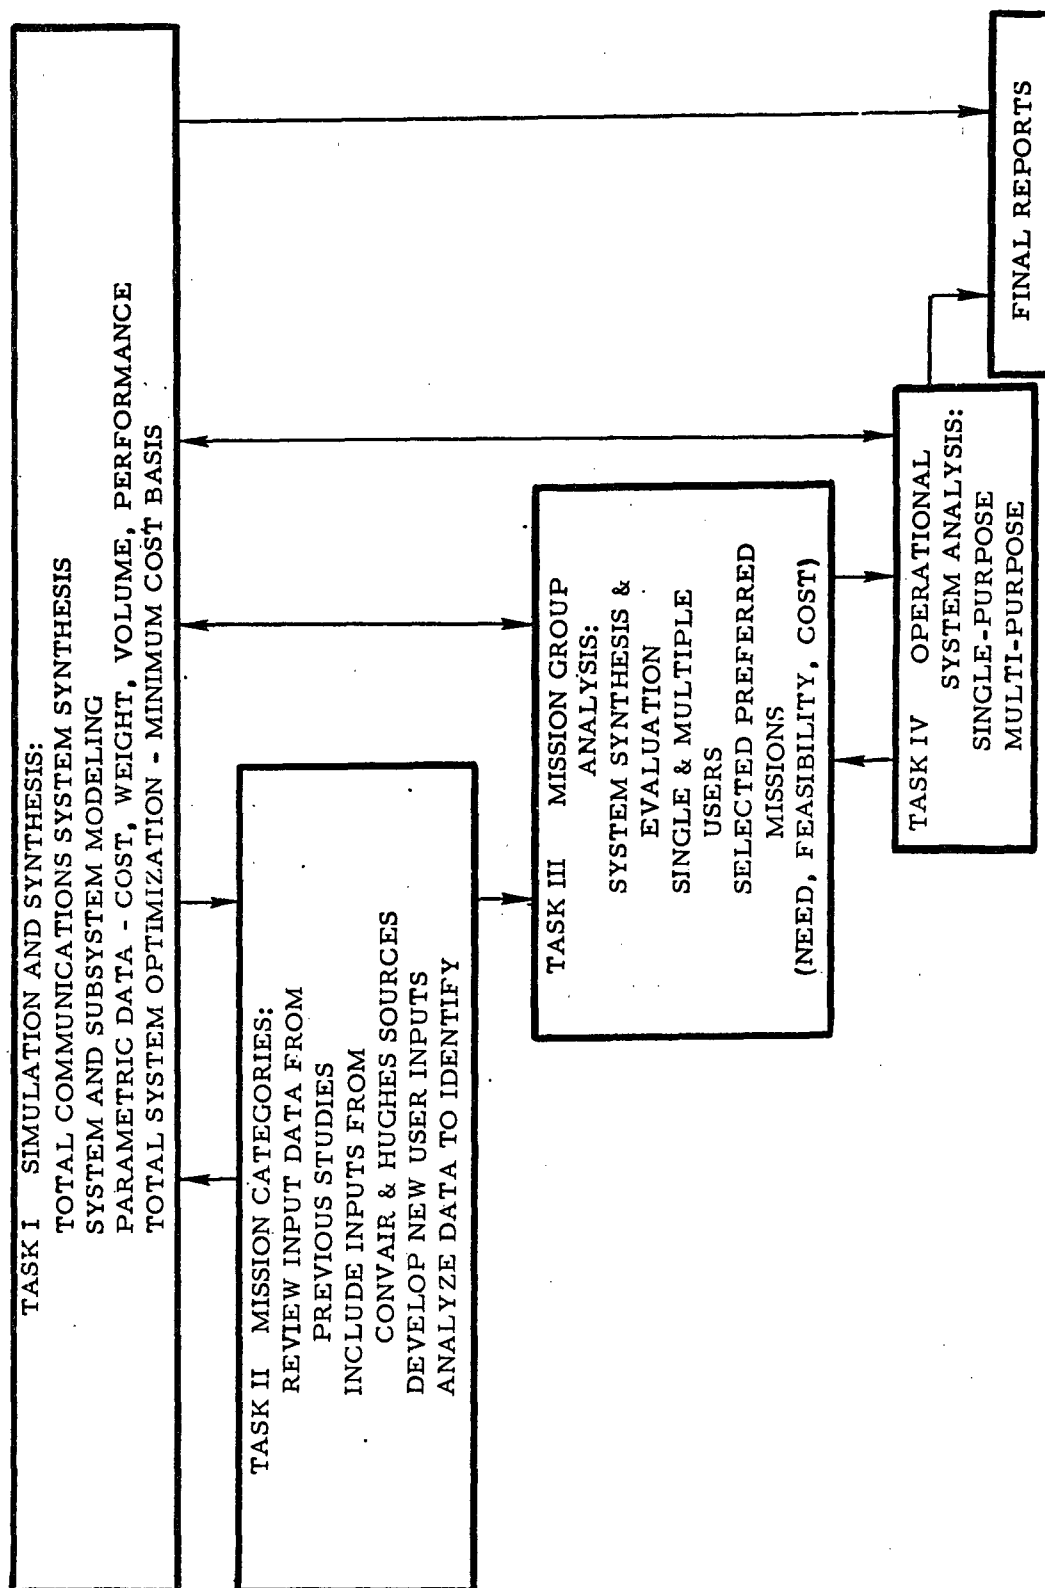 TASK I SIMULATION AND SYNTHESIS:
TOTAL COMMUNICATIONS SYSTEM SYNTHESIS
SYSTEM AND SUBSYSTEM MODELING
PARAMETRIC DATA - COST, WEIGHT, VOLUME, PERFORMANCE
TOTAL SYSTEM OPTIMIZATION - MINIMUM COST BASIS
TASK II MISSION CATEGORIES:
REVIEW INPUT DATA FROM
PREVIOUS STUDIES
INCLUDE INPUTS FROM
CONVAIR & HUGHES SOURCES
DEVELOP NEW USER INPUTS
ANALYZE DATA TO IDENTIFY
TASK III MISSION GROUP
ANALYSIS:
SYSTEM SYNTHESIS &
EVALUATION
SINGLE & MULTIPLE
USERS
SELECTED PREFERRED
MISSIONS
(NEED, FEASIBILITY, COST)
TASK IV OPERATIONAL
SYSTEM ANALYSIS:
SINGLE-PURPOSE
MULTI-PURPOSE
FINAL REPORTS